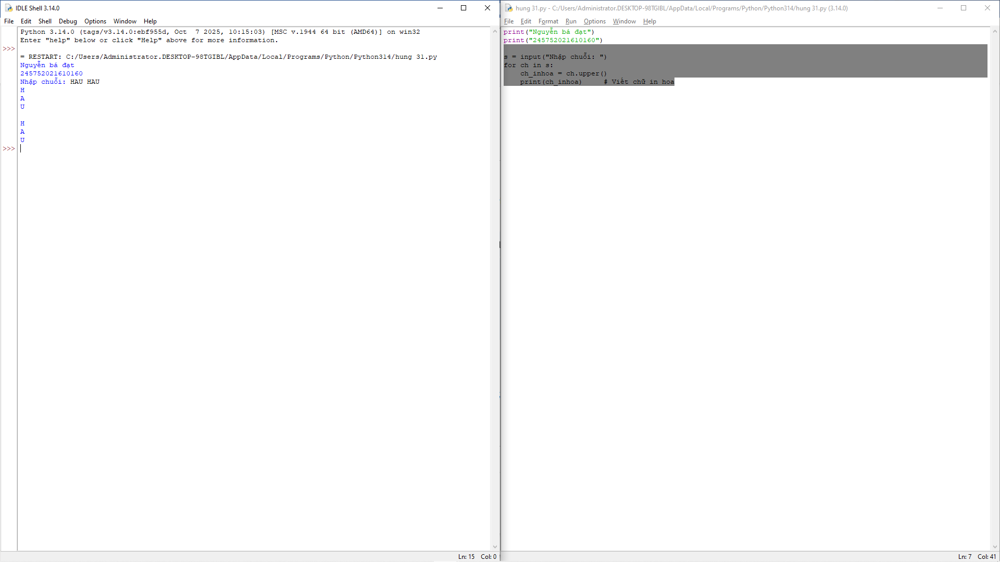 IDLE Shell 3.14.0
File Edit Shell Debug Options Window Help
Python 3.14.0 (tags/v3.14.0:ebf955d, Oct  7 2025, 10:15:03) [MSC v.1944 64 bit (AMD64)] on win32
Enter "help" below or click "Help" above for more information.
>>>
= RESTART: C:/Users/Administrator.DESKTOP-98TGIBL/AppData/Local/Programs/Python/Python314/hung 31.py
Nguyễn bá đạt
245752021610160
Nhập chuỗi: HAU HAU
H
A
U
H
A
U
>>>
Ln: 15 Col: 0
hung 31.py - C:/Users/Administrator.DESKTOP-98TGIBL/AppData/Local/Programs/Python/Python314/hung 31.py (3.14.0)
File Edit Format Run Options Window Help
print("Nguyễn bá đạt")
print("245752021610160")
s = input("Nhập chuỗi: ")
for ch in s:
    ch_inhoa = ch.upper()
    print(ch_inhoa)     # Viết chữ in hoa
Ln: 7 Col: 41